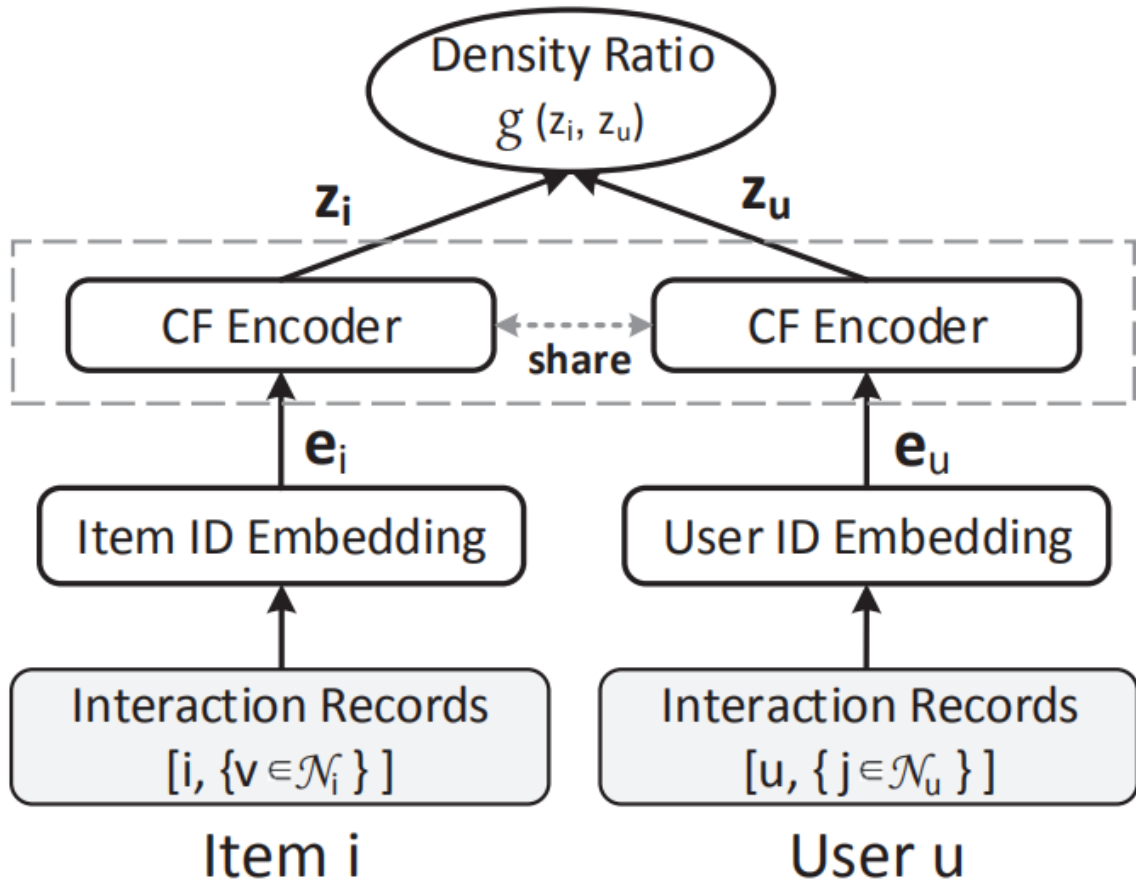 Density Ratio
g (zi, zu)
zi
zu
CF Encoder
share
CF Encoder
ei
eu
Item ID Embedding
User ID Embedding
Interaction Records
[i, {v ∈ 𝒩i } ]
Interaction Records
[u, { j ∈ 𝒩u } ]
Item i
User u